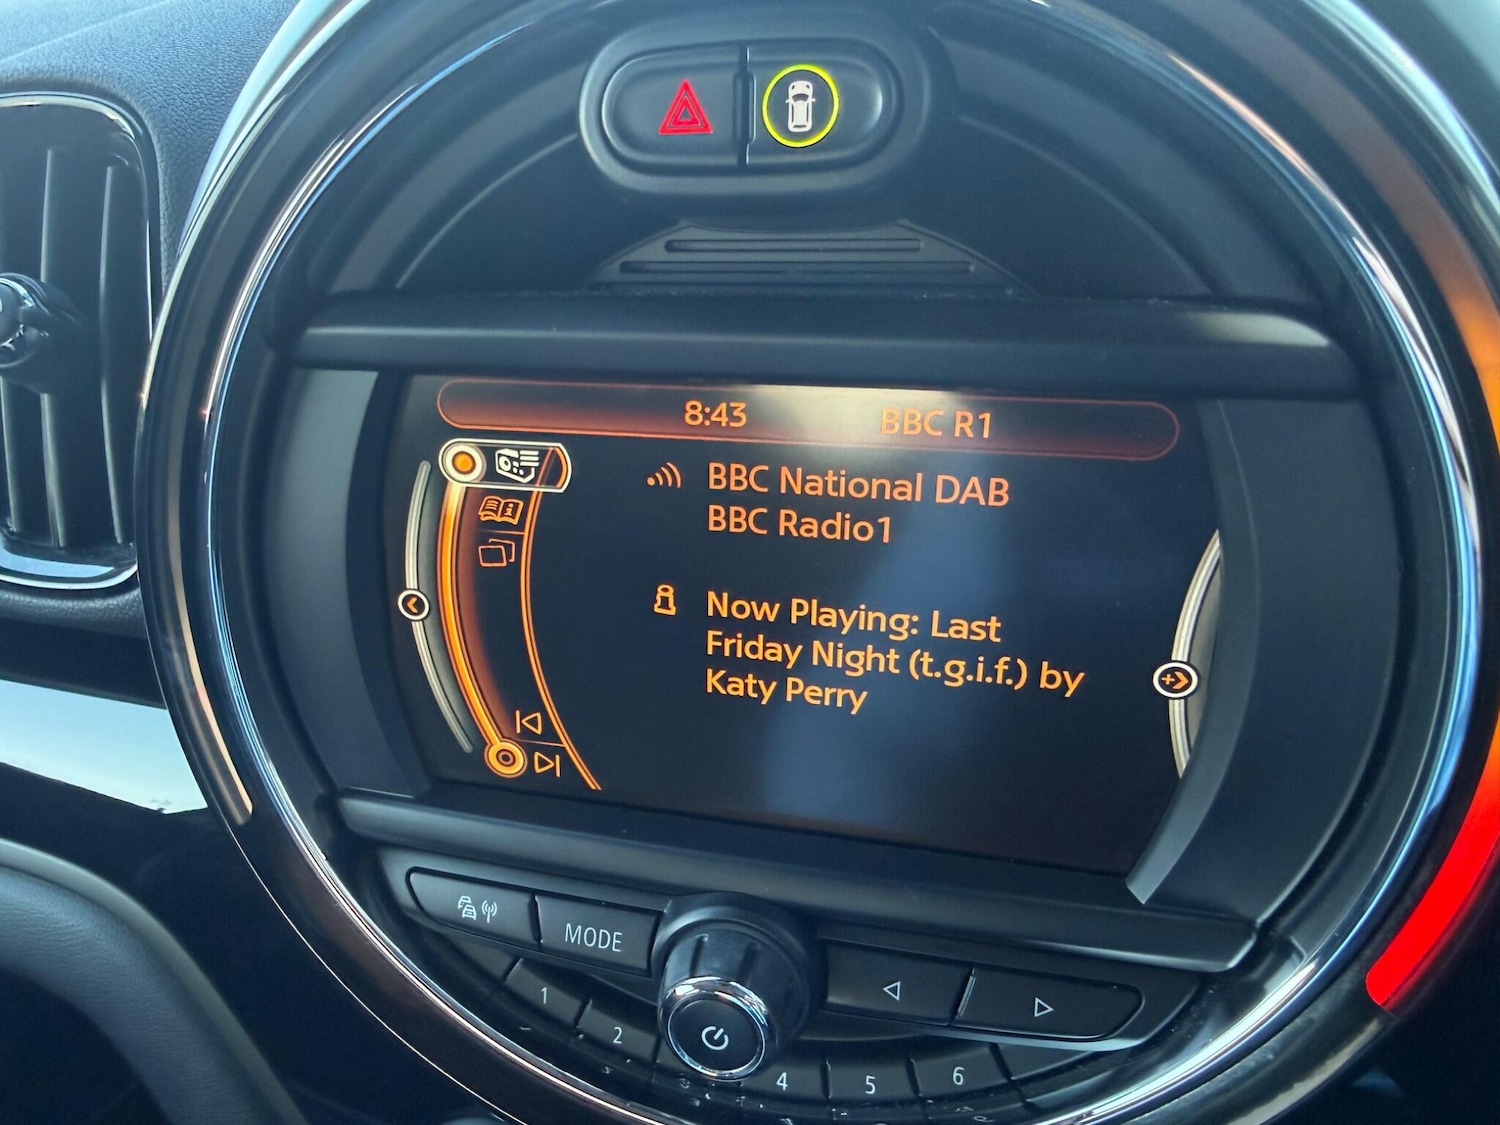 8:43 BBC R1
BBC National DAB
BBC Radio1
Now Playing: Last
Friday Night (t.g.i.f.) by
Katy Perry
MODE
1
2
3
4
5
6